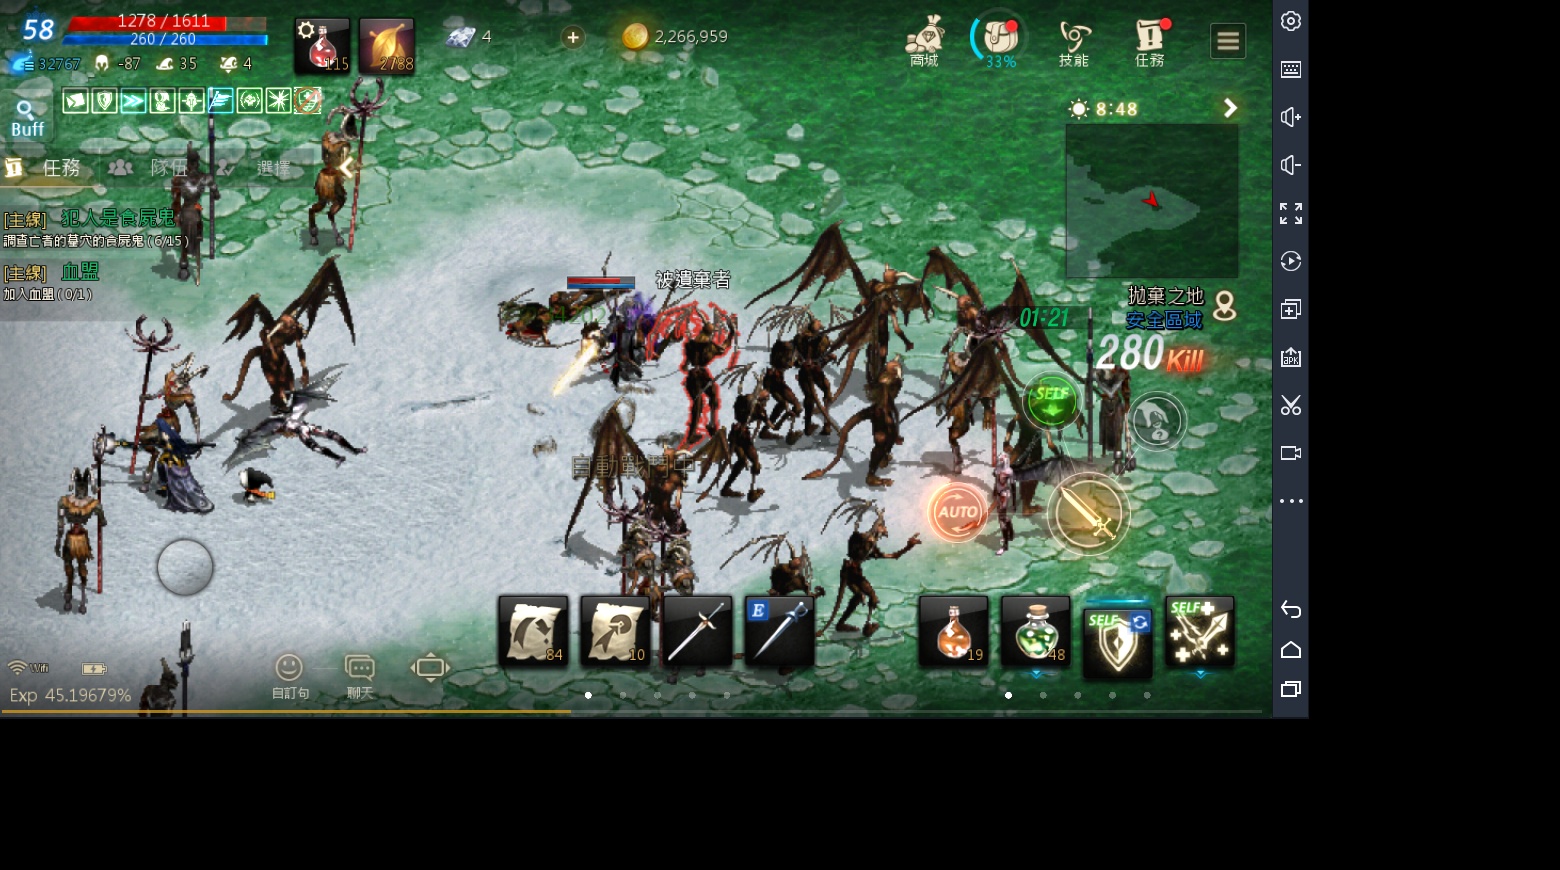 58
1278 / 1611
260 / 260
32767
-87
35
4
115
2788
4
2,266,959
商城
33%
技能
任務
Buff
8:48
任務
隊伍
選擇
[主線] 犯人是食屍鬼
調查亡者的墓穴的食屍鬼(6/15)
[主線] 血盟
加入血盟(0/1)
被遺棄者
拋棄之地
安全區域
01:21
280 Kill
SELF
自動戰鬥中
AUTO
84
10
E
19
48
SELF
SELF
Wifi
自訂句
聊天
Exp 45.19679%
APK